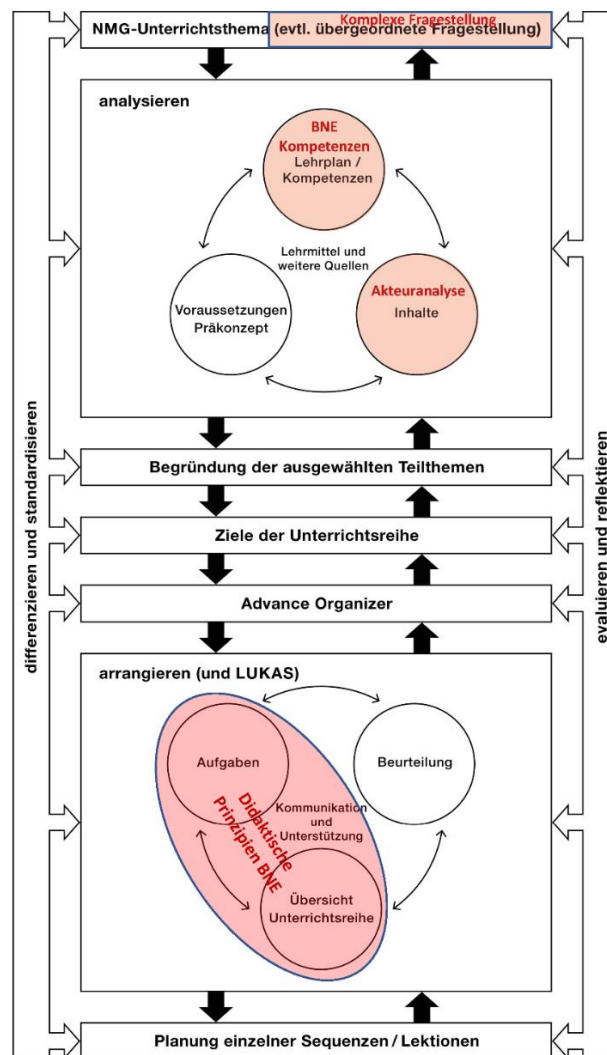 Komplexe Fragestellung
NMG-Unterrichtsthema (evtl. übergeordnete Fragestellung)
analysieren
BNE
Kompetenzen
Lehrplan /
Kompetenzen
Lehrmittel und
weitere Quellen
Voraussetzungen
Präkonzept
Akteuranalyse
Inhalte
differenzieren und standardisieren
evaluieren und reflektieren
Begründung der ausgewählten Teilthemen
Ziele der Unterrichtsreihe
Advance Organizer
arrangieren (und LUKAS)
Aufgaben
Beurteilung
Kommunikation
und
Unterstützung
Didaktische
Prinzipien BNE
Übersicht
Unterrichtsreihe
Planung einzelner Sequenzen / Lektionen